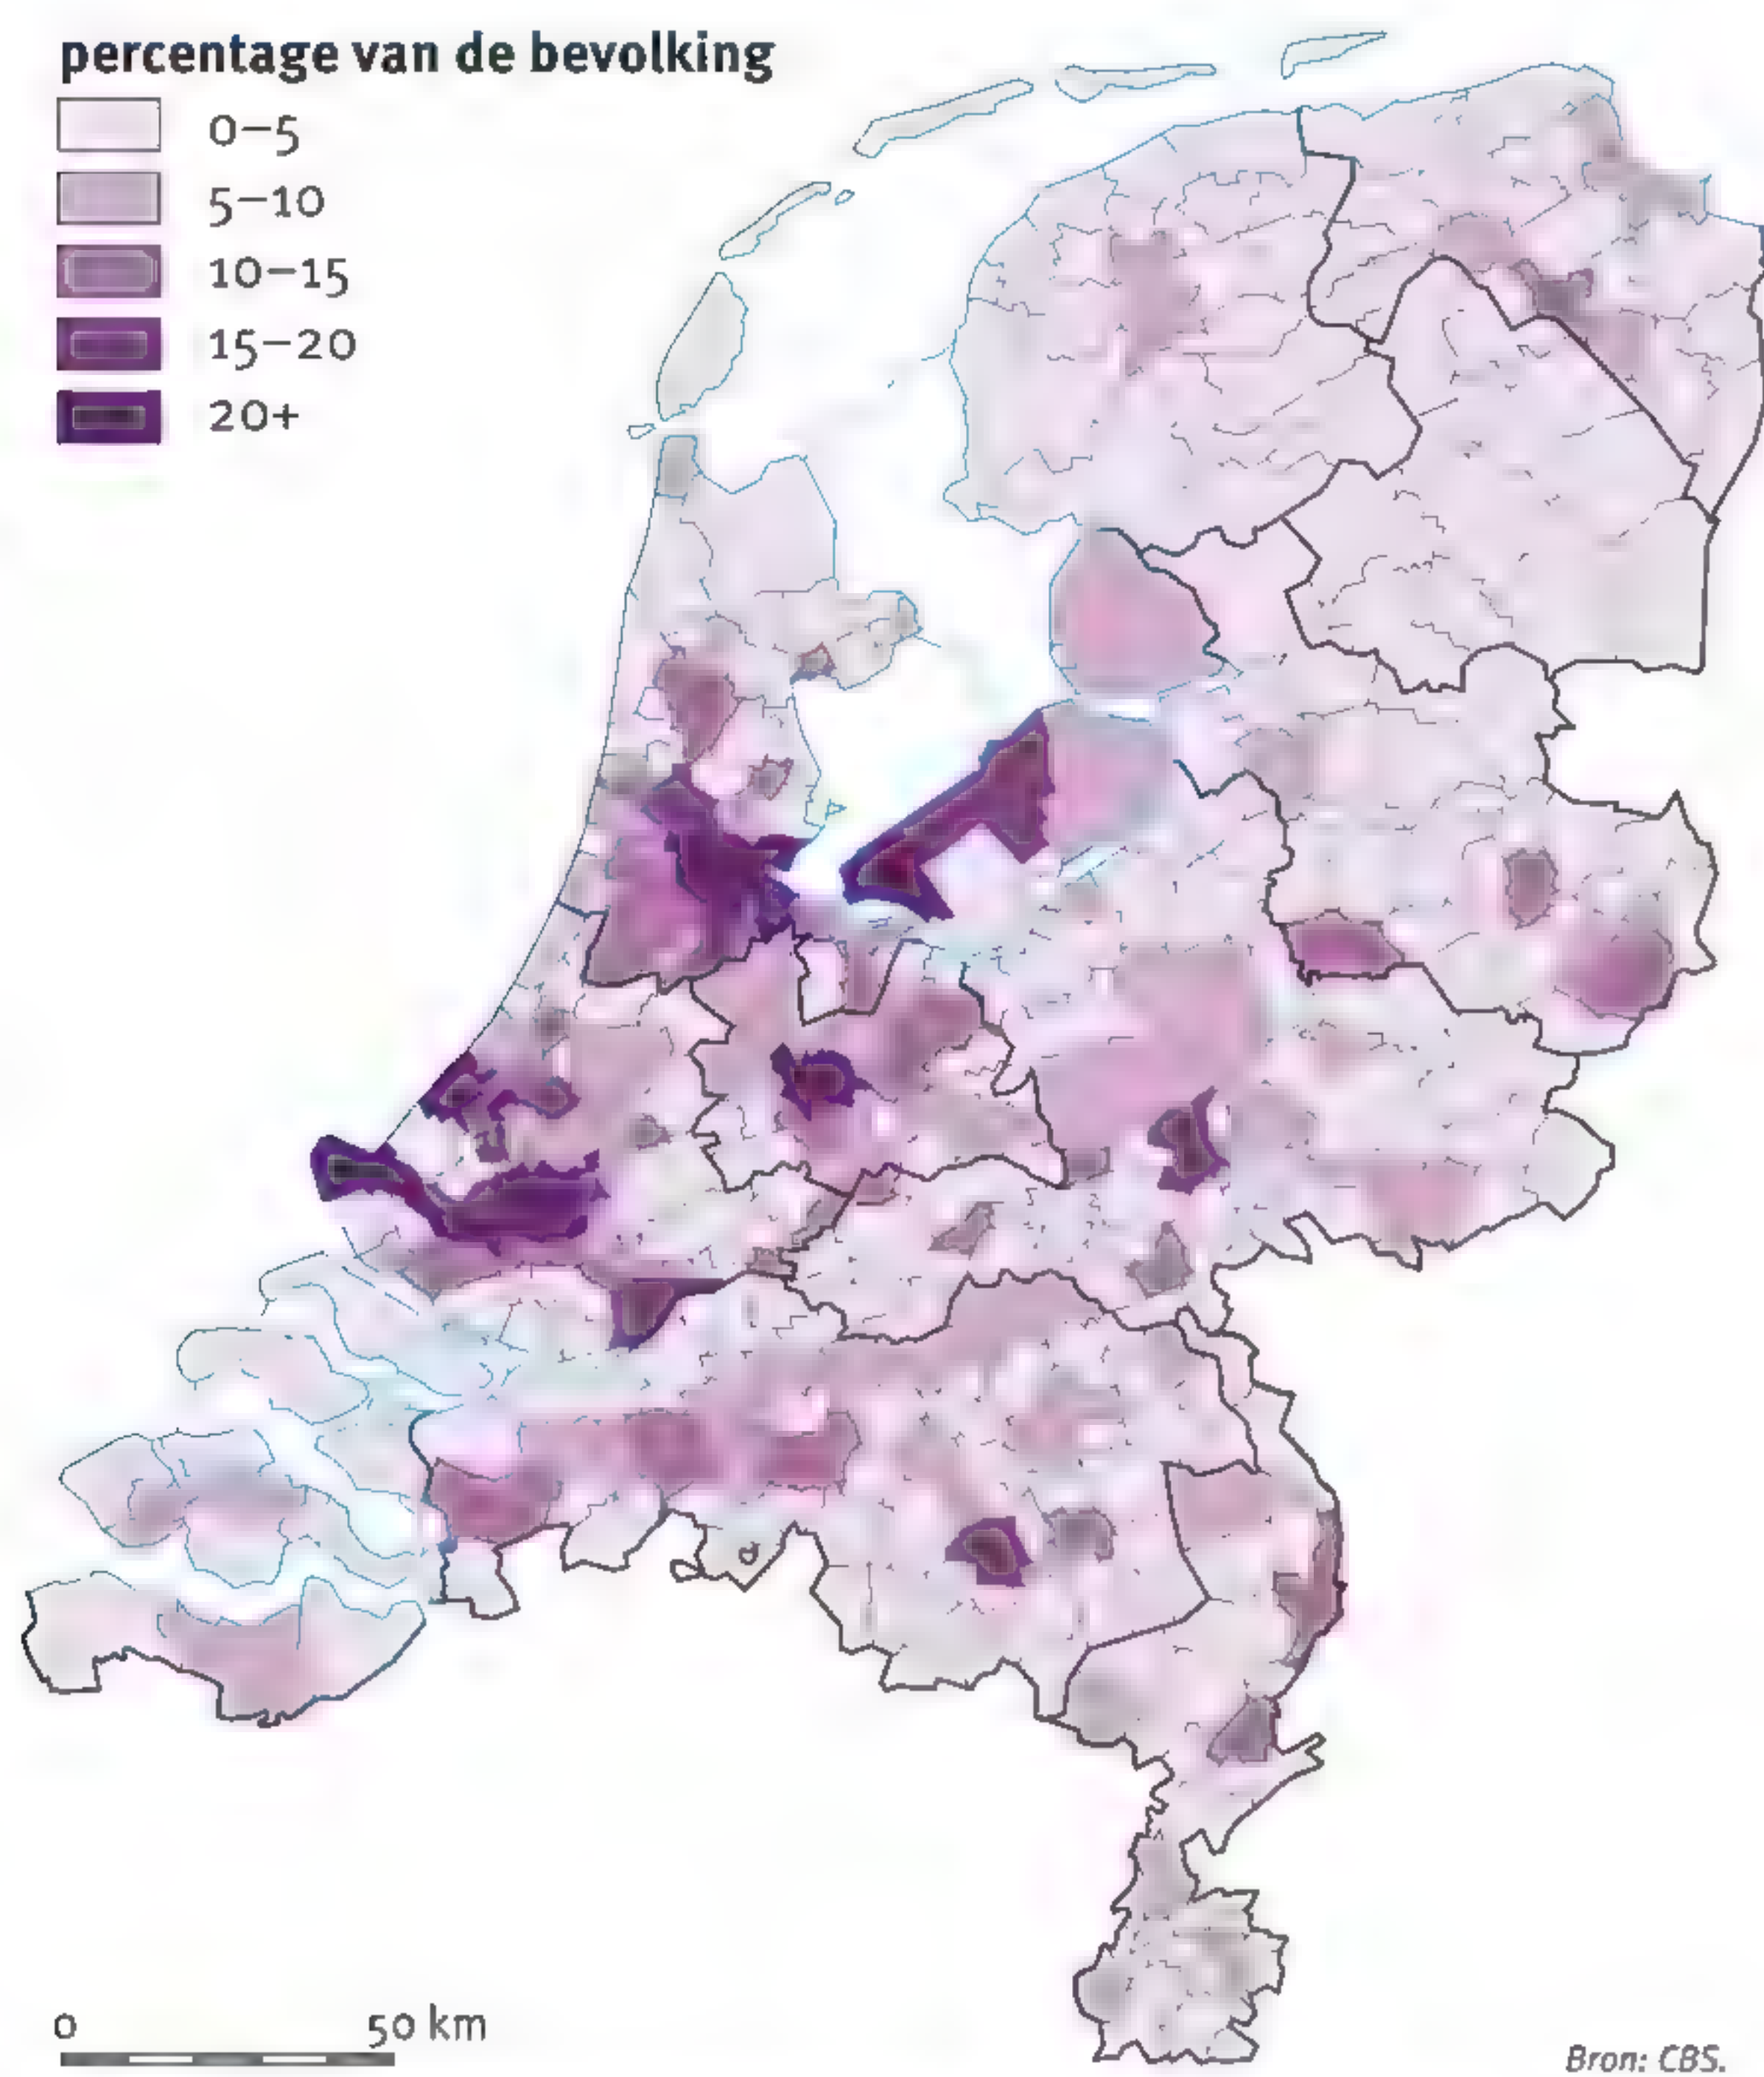 percentage van de bevolking
0–5
5–10
10–15
15–20
20+
0 50 km
Bron: CBS.